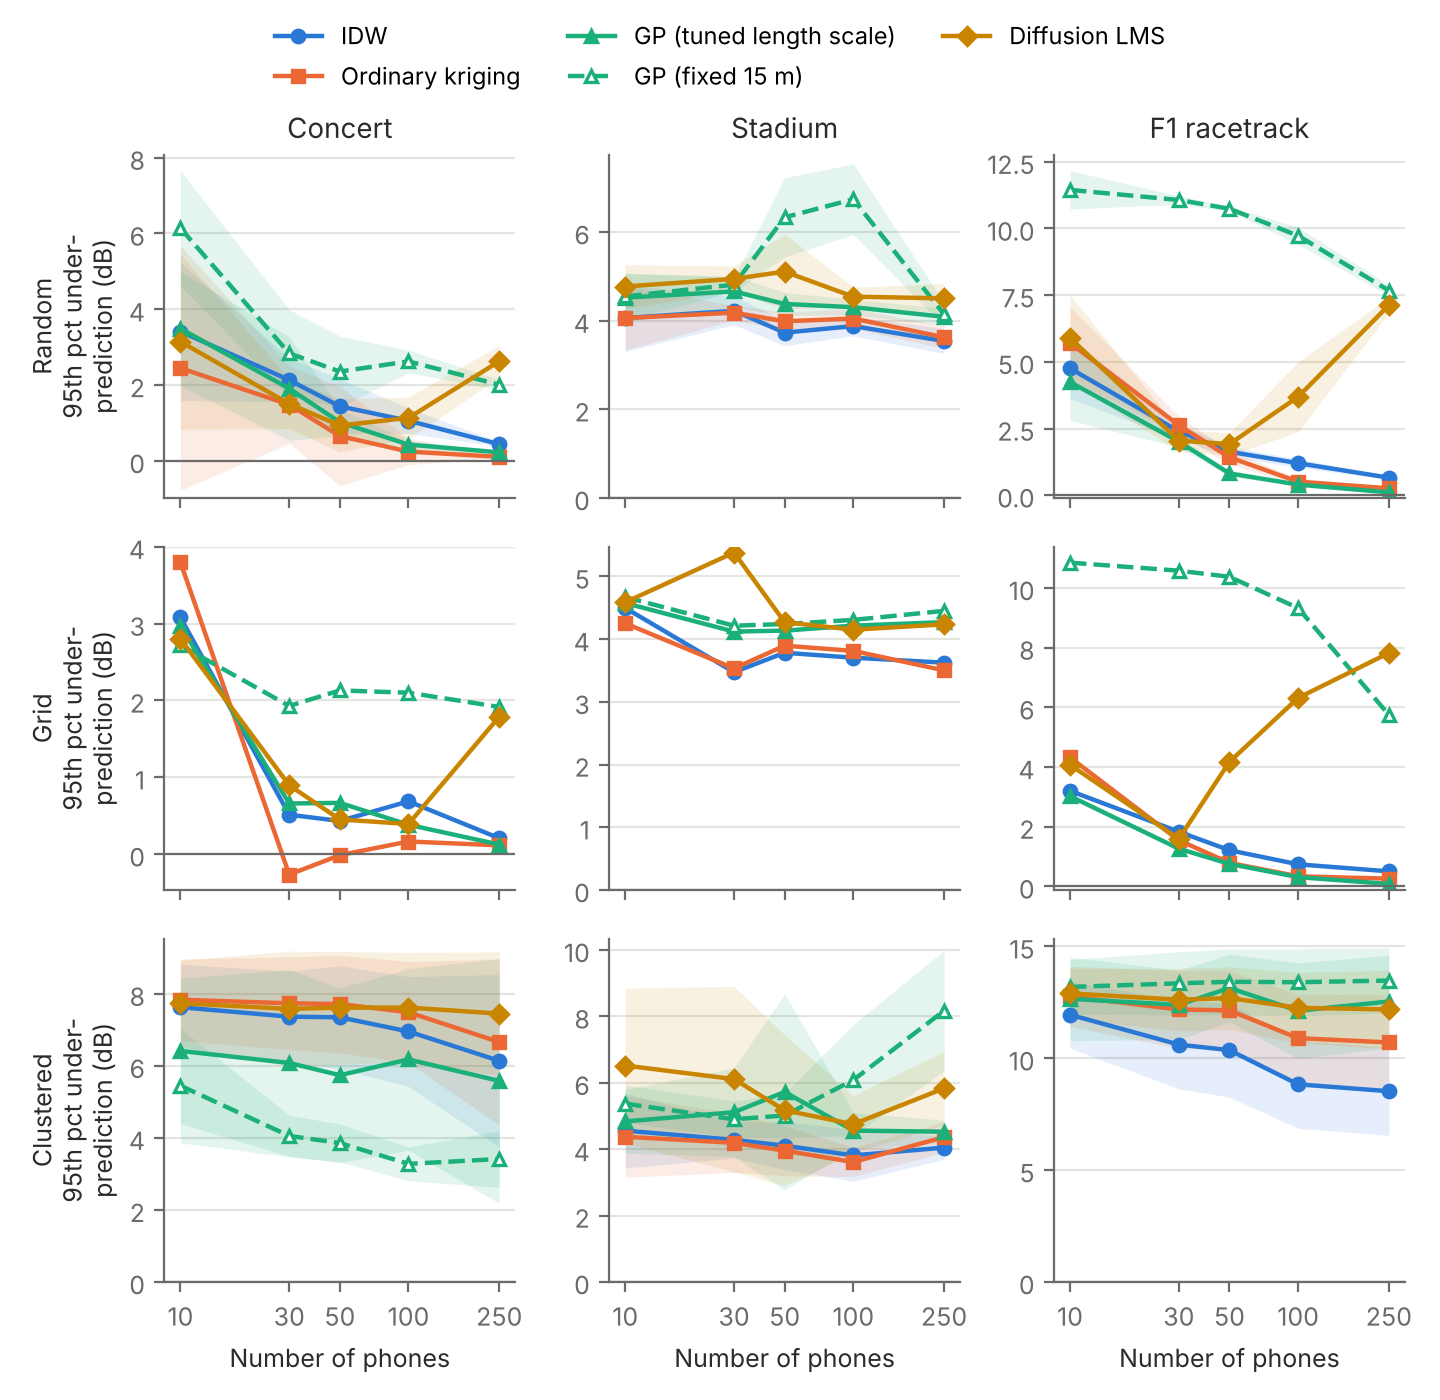 IDW
GP (tuned length scale)
Diffusion LMS
Ordinary kriging
GP (fixed 15 m)
Concert
Stadium
F1 racetrack
Random
95th pct under-
prediction (dB)
8
6
4
2
0
6
4
2
0
12.5
10.0
7.5
5.0
2.5
0.0
Grid
95th pct under-
prediction (dB)
4
3
2
1
0
5
4
3
2
1
0
10
8
6
4
2
0
Clustered
95th pct under-
prediction (dB)
8
6
4
2
0
10
8
6
4
2
0
15
10
5
0
10 30 50 100 250
10 30 50 100 250
10 30 50 100 250
Number of phones
Number of phones
Number of phones